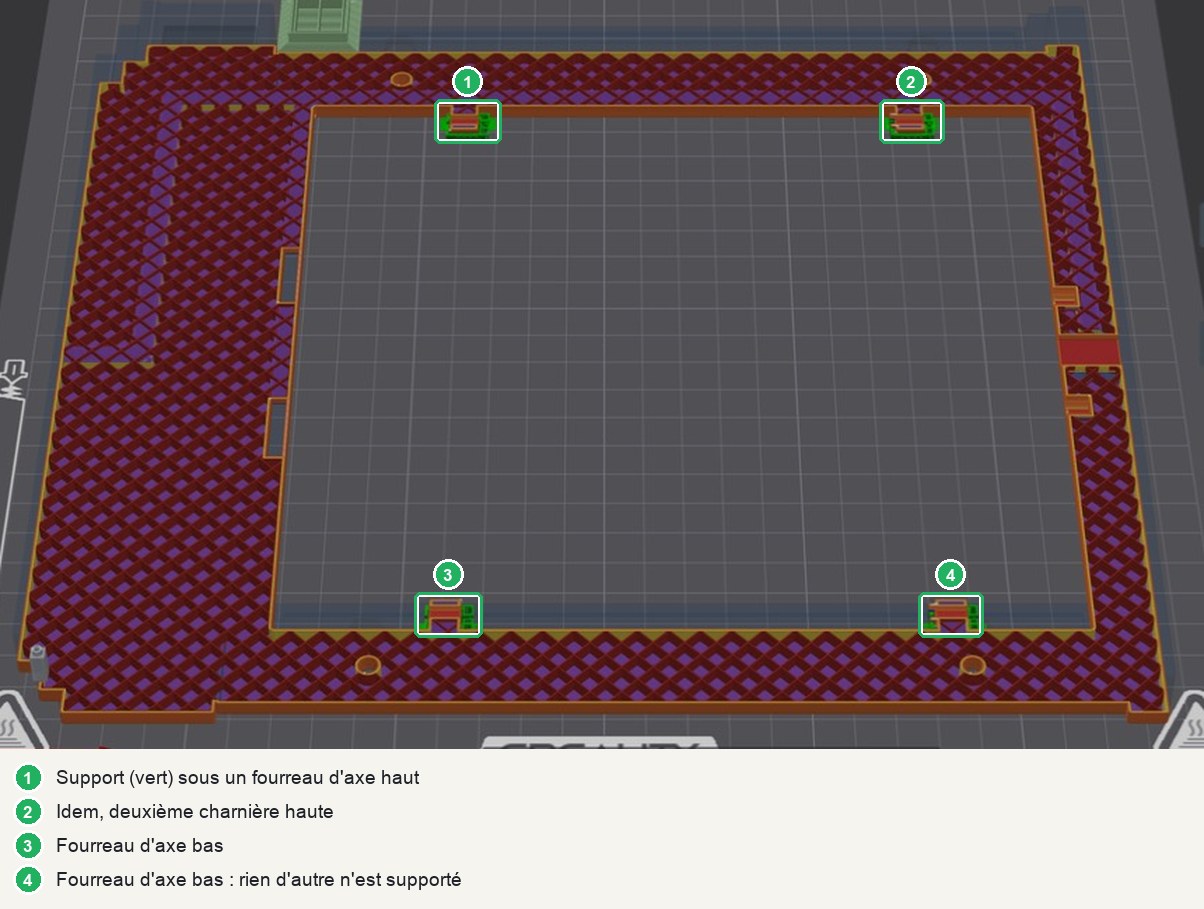 1
2
3
4
1 Support (vert) sous un fourreau d'axe haut
2 Idem, deuxième charnière haute
3 Fourreau d'axe bas
4 Fourreau d'axe bas : rien d'autre n'est supporté